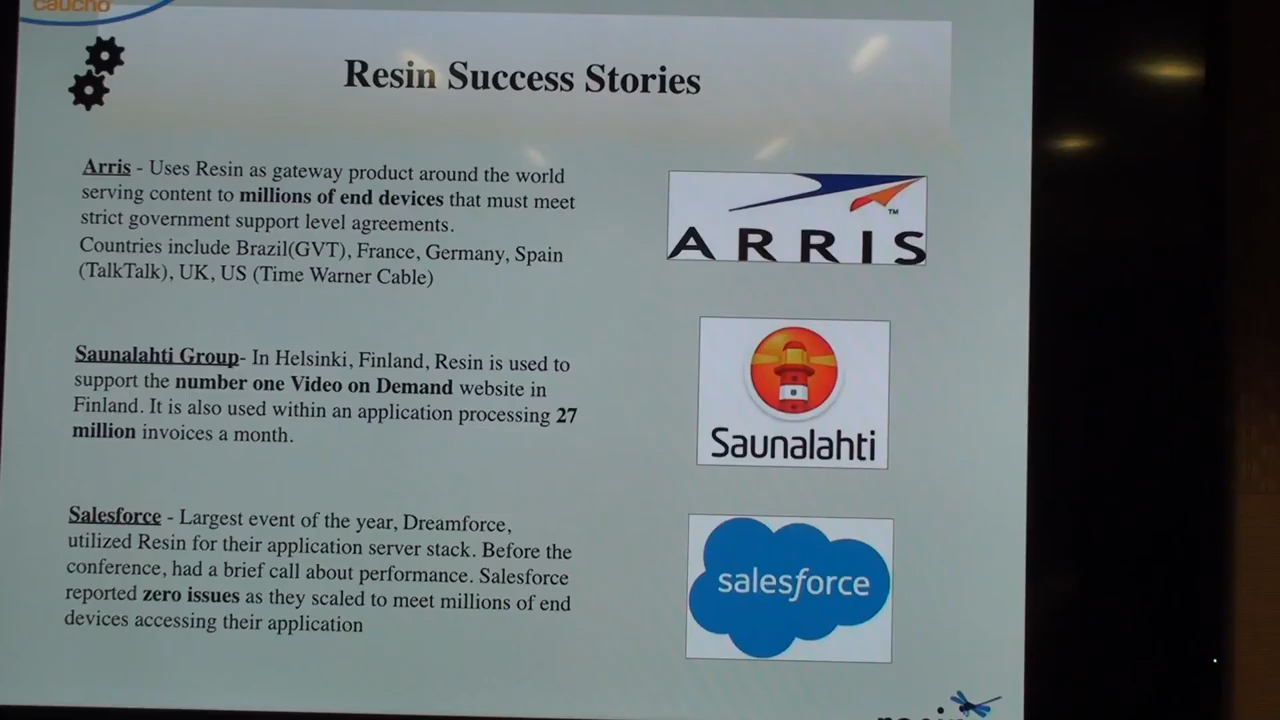 caucho
Resin Success Stories
Arris - Uses Resin as gateway product around the world
serving content to millions of end devices that must meet
strict government support level agreements.
Countries include Brazil(GVT), France, Germany, Spain
(TalkTalk), UK, US (Time Warner Cable)
ARRIS
TM
Saunalahti Group- In Helsinki, Finland, Resin is used to
support the number one Video on Demand website in
Finland. It is also used within an application processing 27
million invoices a month.
Saunalahti
Salesforce - Largest event of the year, Dreamforce,
utilized Resin for their application server stack. Before the
conference, had a brief call about performance. Salesforce
reported zero issues as they scaled to meet millions of end
devices accessing their application
salesforce